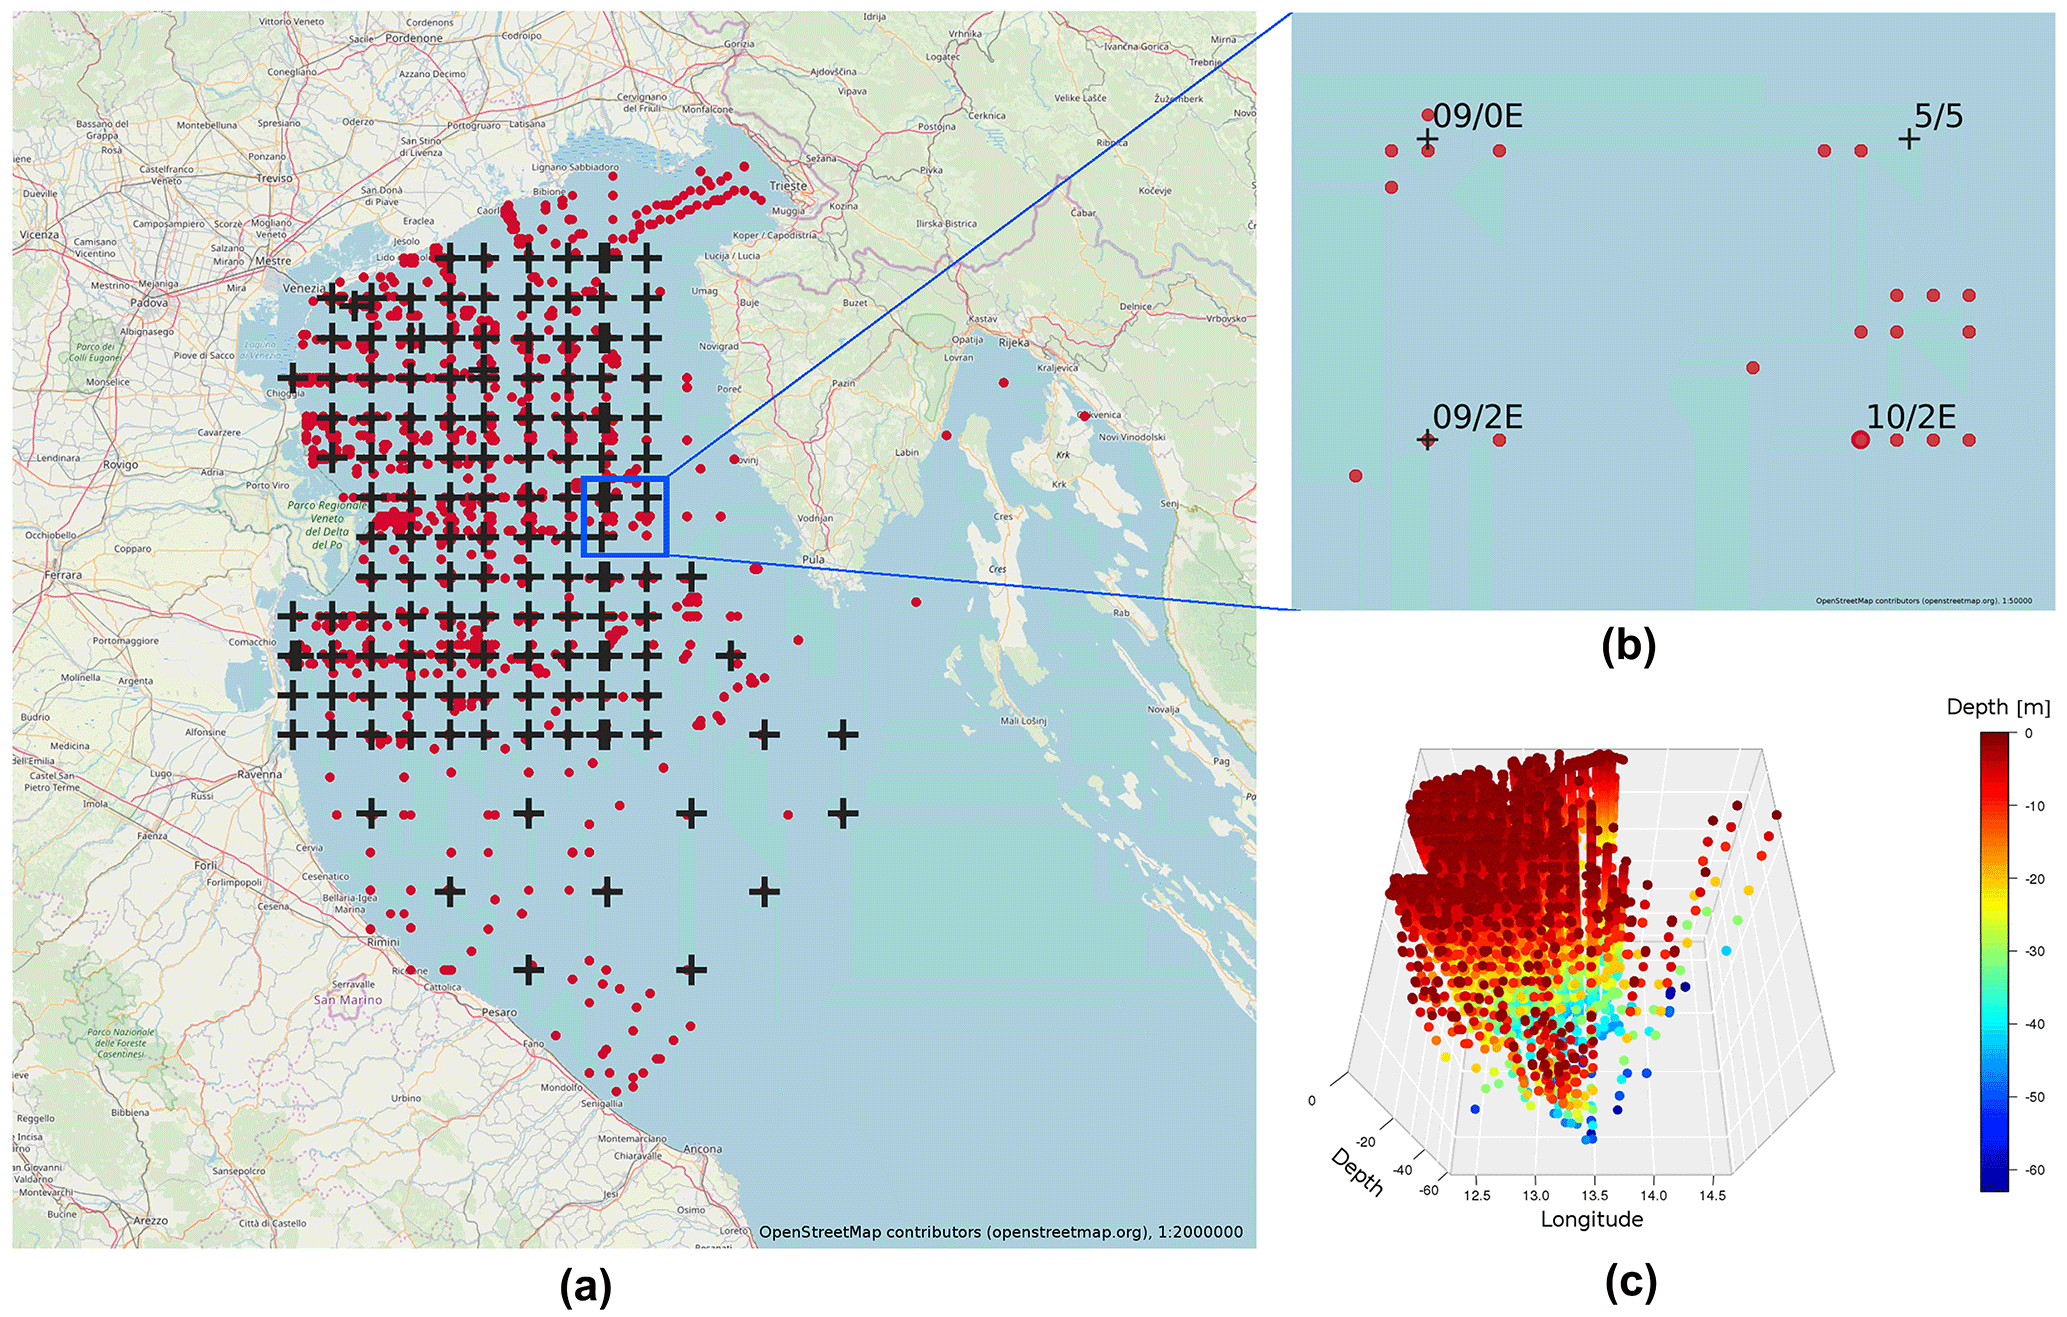 Vittorio Veneto
Cordenons
Sacile
Pordenone
Codroipo
Idrija
Gorizia
Vrhnika
Logatec
Ivančna Gorica
Mirna
Trebnje
Conegliano
Azzano Decimo
Cervignano
del Friuli
Monfalcone
Ajdovščina
Vipava
Velike Lašče
Žužemberk
Bassano del
Grappa
Rosà
Montebelluna
Spresiano
Oderzo
Portogruaro
Latisana
Postojna
Cerknica
Novo
San Stino
di Livenza
Ribnica
Castelfranco
Veneto
Ponzano
Treviso
Lignano Sabbiadoro
Sežana
Pivka
Dueville
San Donà
di Piave
Bibione
Trieste
Kočevje
Campo­sampiero
Scorzè
Mogliano
Veneto
Eraclea
Muggia
Kozina
Ilirska Bistrica
Čabar
Vicenza
Camisano
Vicentino
Salzano
Mirano
Mestre
Jesolo
Koper / Capodistria
Lucija / Lucia
Mestrino
Mejaniga
Padova
Mira
Venezia
Umag
Buje
Buzet
Delnice
Albignasego
Kastav
Vrbovsko
Parco dei
Colli Euganei
Piove di Sacco
Laguna
di Venezia
Novigrad
Opatija
Rijeka
Lovran
Kraljevica
Monselice
Chioggia
Poreč
Pazin
Cavarzere
Novi Vinodolski
Lendinara
Rovigo
Adria
Labin
Krk
Krk
Porto Viro
Parco Regionale
Veneto
del Delta
del Po
Vodnjan
Cres
Senj
Occhiobello
Copparo
Pula
Ferrara
Cres
Rab
Portomaggiore
Comacchio
Molinella
Argenta
Budrio
Alfonsine
Mali Lošinj
Novalja
Medicina
Castel San
Pietro Terme
Lugo
Ravenna
Pag
Imola
Russi
Faenza
Cervia
Forlì
Forlimpopoli
Cesenatico
Cesena
Bellaria-Igea
Marina
Rimini
Riccione
Serravalle
San Marino
Cattolica
Pesaro
Parco Nazionale
delle Foreste
Casentinesi
Fano
Mondolfo
Senigallia
Bibbiena
Urbino
Reggello
Montemarciano
Chiaravalle
Ancona
Sansepolcro
Jesi
Montevarchi
Bucine
Arezzo
Città di Castello
Osimo
Loreto
OpenStreetMap contributors (openstreetmap.org), 1:2000000
(a)
09/0E
5/5
09/2E
10/2E
OpenStreetMap contributors (openstreetmap.org), 1:50000
(b)
Depth [m]
0
-10
-20
-30
-40
-50
-60
0
-20
-40
-60
Depth
12.5
13.0
13.5
14.0
14.5
Longitude
(c)